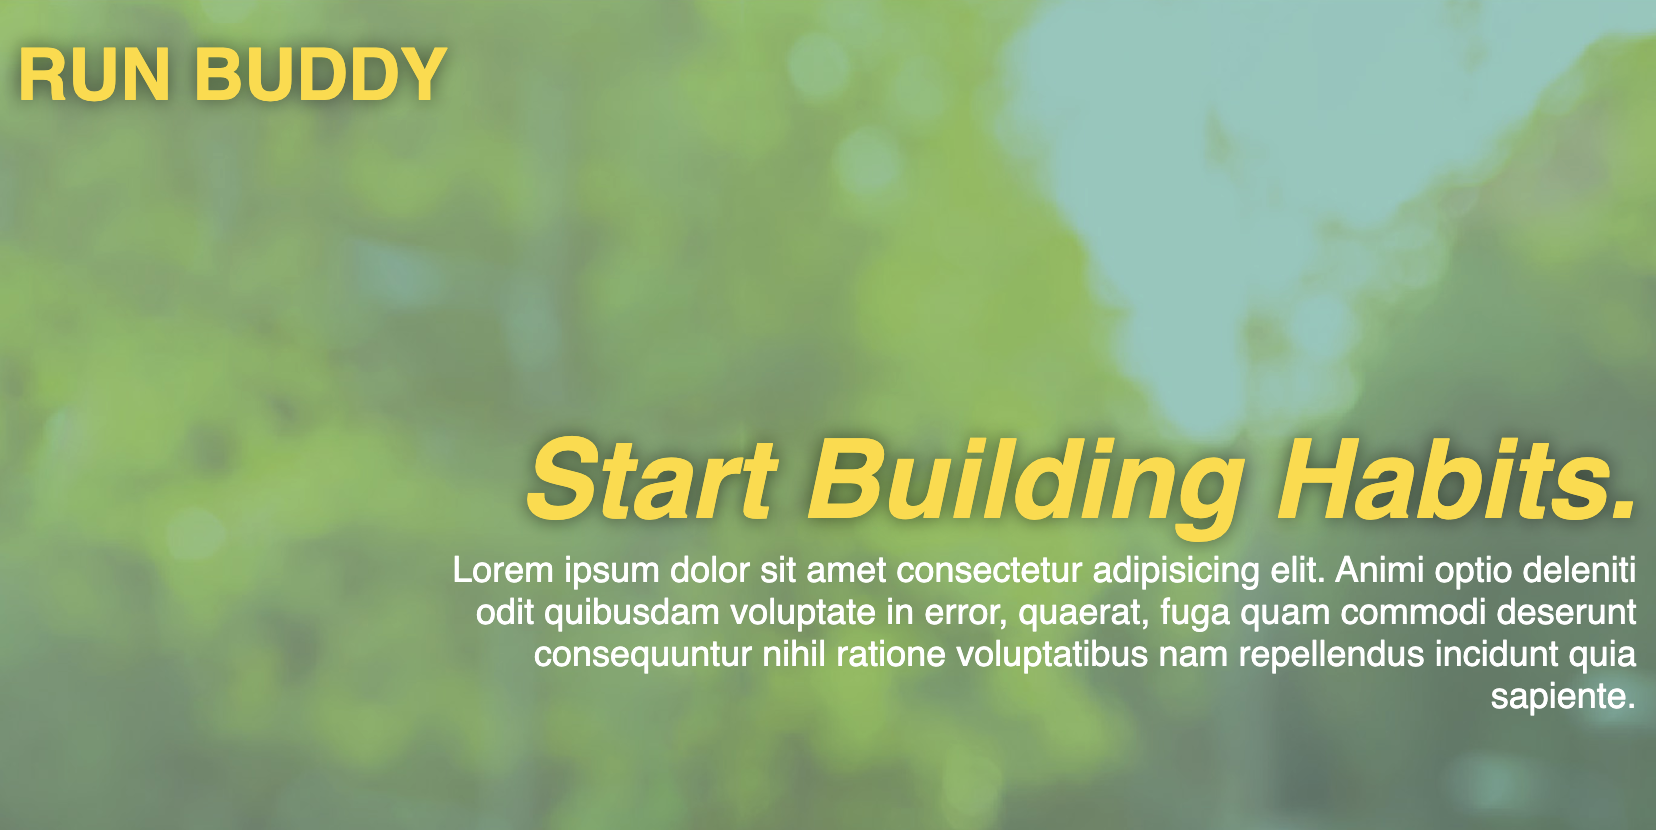 RUN BUDDY
Start Building Habits.
Lorem ipsum dolor sit amet consectetur adipisicing elit. Animi optio deleniti
odit quibusdam voluptate in error, quaerat, fuga quam commodi deserunt
consequuntur nihil ratione voluptatibus nam repellendus incidunt quia
sapiente.